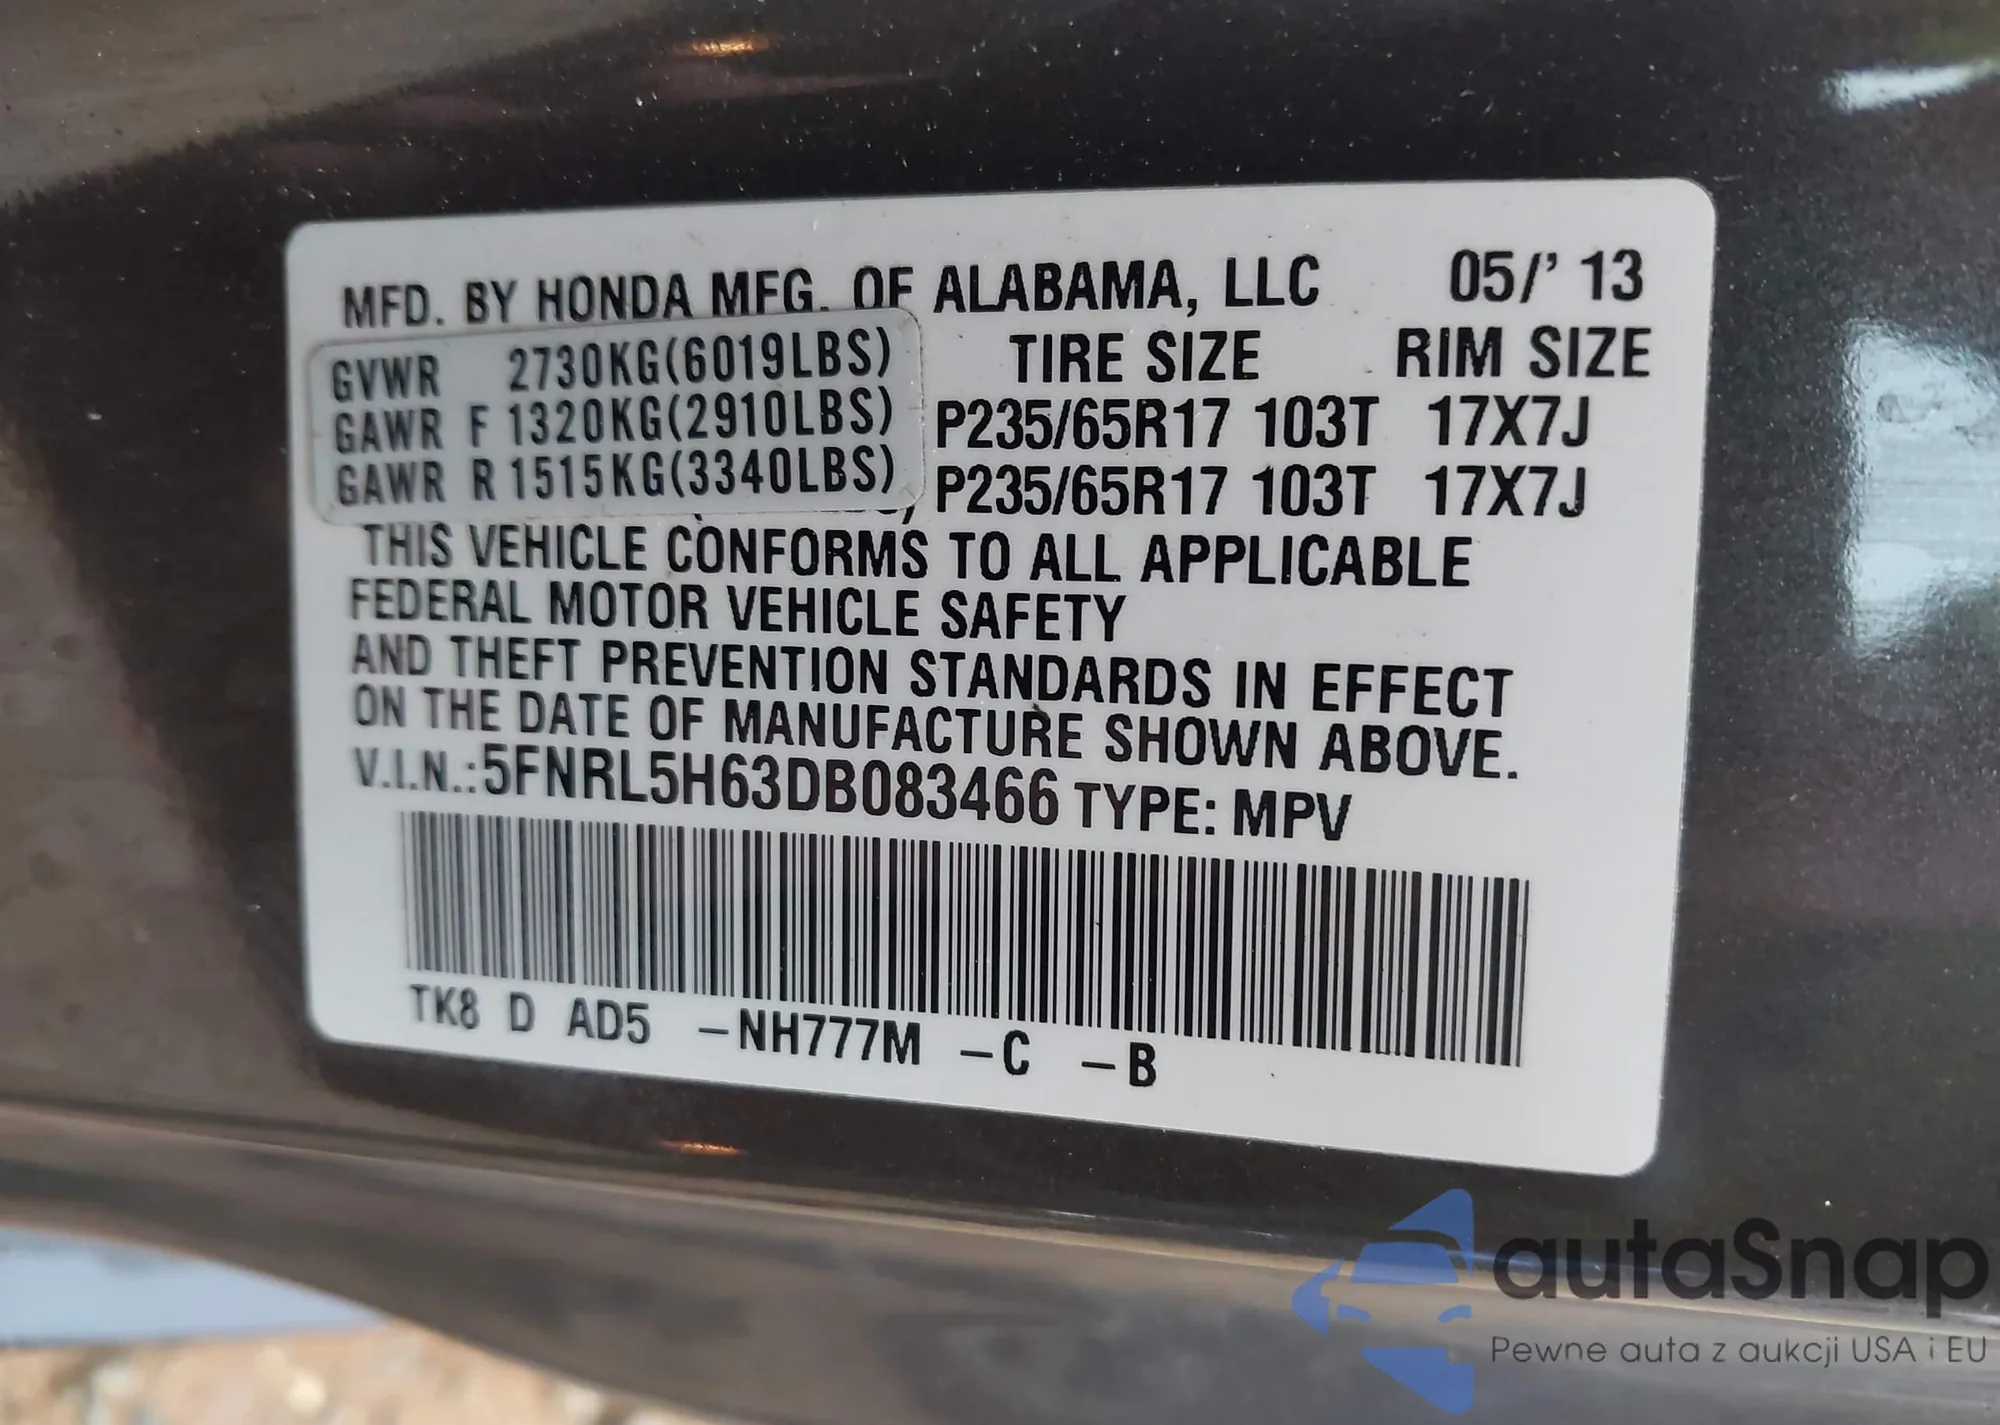 MFD. BY HONDA MFG. OF ALABAMA, LLC 05/' 13
TIRE SIZE RIM SIZE
GVWR 2730KG(6019LBS)
GAWR F 1320KG(2910LBS) P235/65R17 103T 17X7J
GAWR R 1515KG(3340LBS) P235/65R17 103T 17X7J
THIS VEHICLE CONFORMS TO ALL APPLICABLE
FEDERAL MOTOR VEHICLE SAFETY
AND THEFT PREVENTION STANDARDS IN EFFECT
ON THE DATE OF MANUFACTURE SHOWN ABOVE.
V.I.N.:5FNRL5H63DB083466 TYPE: MPV
TK8 D AD5 –NH777M –C –B
autaSnap
Pewne auta z aukcji USA i EU